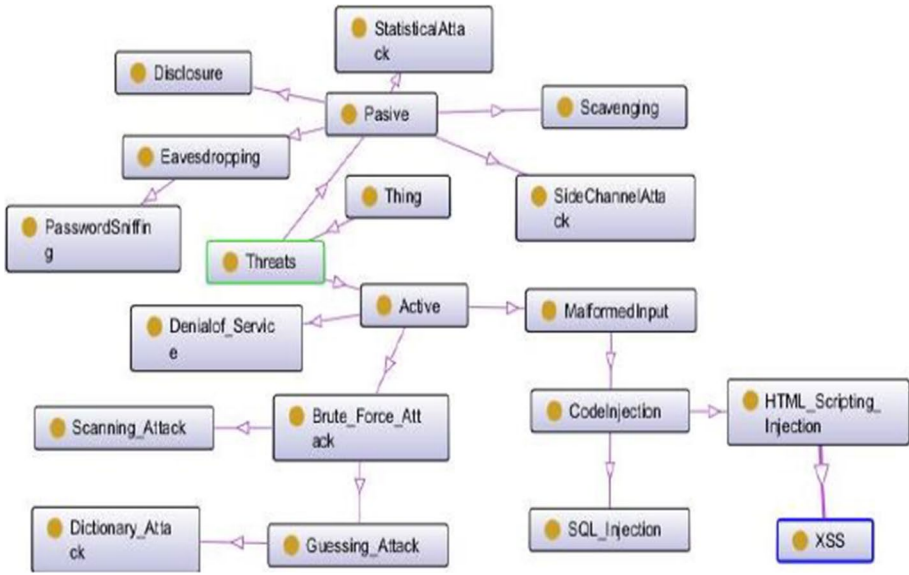 StatisticalAtta
ck
Disclosure
Pasive
Scavenging
Eavesdropping
Thing
SideChannelAtta
ck
PasswordSniffin
g
Threats
Active
MalformedInput
Denialof_Servic
e
Scanning_Attack
Brute_Force_Att
ack
CodeInjection
HTML_Scripting_
Injection
Dictionary_Atta
ck
Guessing_Attack
SQL_Injection
XSS